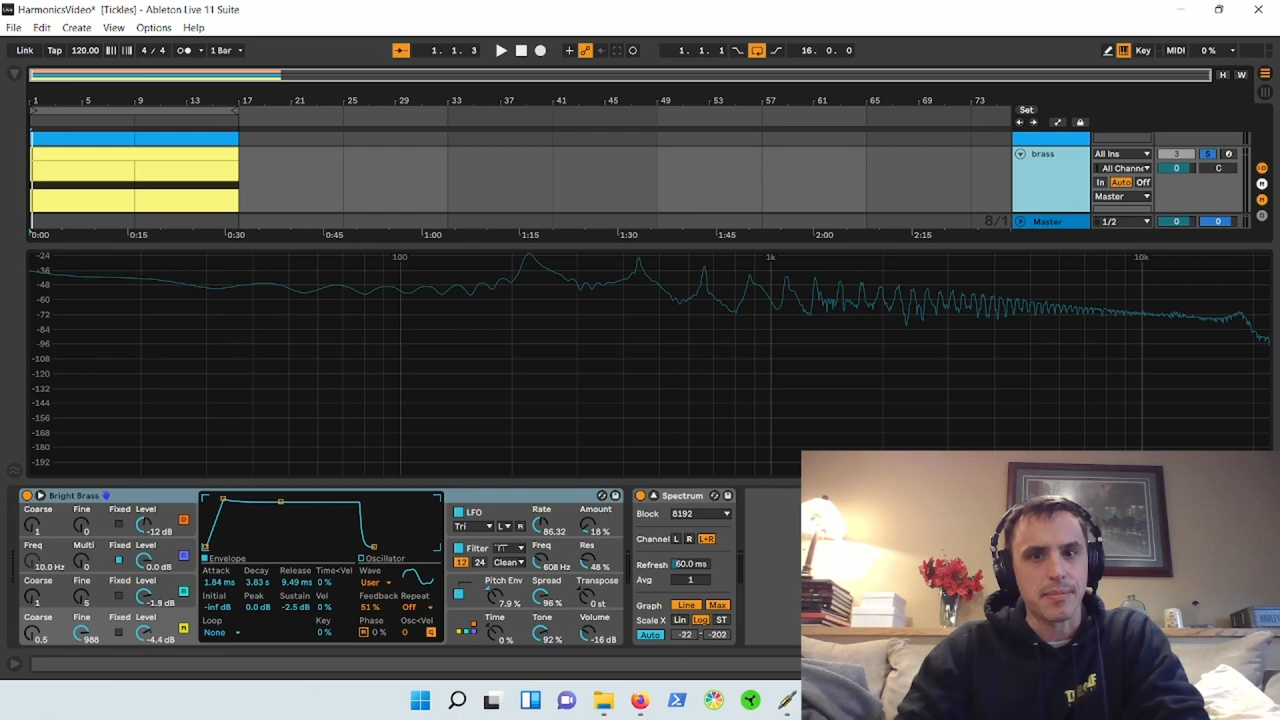 HarmonicsVideo* [Tickles] - Ableton Live 11 Suite
File Edit Create View Options Help
Link Tap 120.00 4 / 4 1 Bar 1. 1. 3 1. 1. 1 16. 0. 0 Key MIDI 0 %
H W
1 5 9 13 17 21 25 29 33 37 41 45 49 53 57 61 65 69 73
Set
brass All Ins 3 S
All Channe 0 C
In Auto Off
Master
8/1 Master 1/2 0 0
0:00 0:15 0:30 0:45 1:00 1:15 1:30 1:45 2:00 2:15
-24 100 1k 10k
-36
-48
-60
-72
-84
-96
-108
-120
-132
-144
-156
-168
-180
-192
Bright Brass Spectrum
Coarse Fine Fixed Level LFO Rate Amount Block 8192
1 0 -12 dB Tri L R 86.32 18 %
Freq Multi Fixed Level Filter Freq Res Channel L R L+R
10.0 Hz 0 0.0 dB Envelope Oscillator 12 24 Clean 608 Hz 48 % Refresh 60.0 ms
Coarse Fine Fixed Level Attack Decay Release Time<Vel Wave Pitch Env Spread Transpose Avg 1
1 5 -1.9 dB 1.84 ms 3.83 s 9.49 ms 0 % User 7.9 % 96 % 0 st
Initial Peak Sustain Vel Feedback Repeat Graph Line Max
-inf dB 0.0 dB -2.5 dB 0 % 51 % Off
Coarse Fine Fixed Level Loop Key Phase Osc<Vel Time Tone Volume Scale X Lin Log ST
0.5 988 -4.4 dB None 0 % R 0 % 0 Q 0 % 92 % -16 dB Auto -22 -202